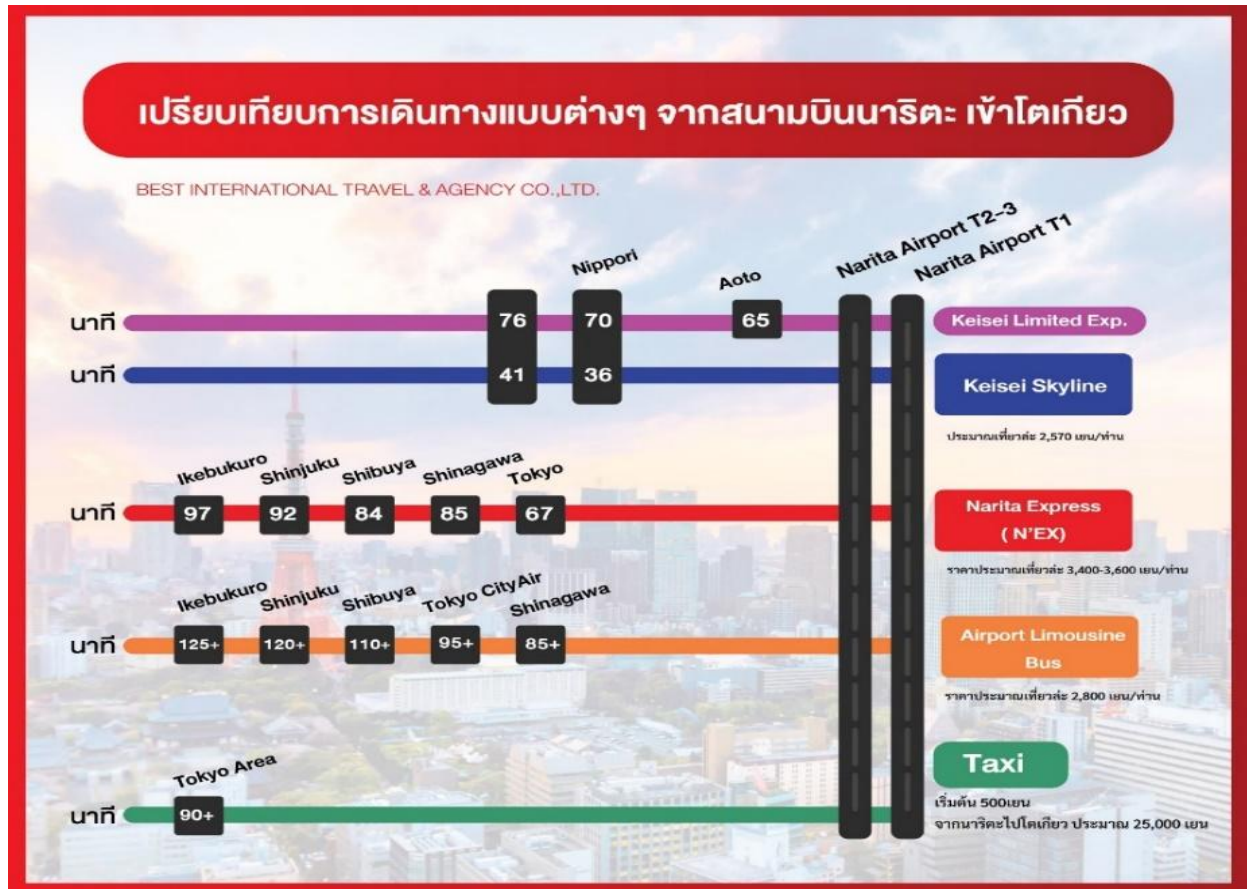 เปรียบเทียบการเดินทางแบบต่างๆ จากสนามบินนาริตะ เข้าโตเกียว
BEST INTERNATIONAL TRAVEL & AGENCY CO.,LTD.
Nippori
Aoto
Narita Airport T2-3
Narita Airport T1
นาที
76
70
65
Keisei Limited Exp.
นาที
41
36
Keisei Skyline
ประมาณเที่ยวล่ะ 2,570 เยน/ท่าน
Ikebukuro
Shinjuku
Shibuya
Shinagawa
Tokyo
นาที
97
92
84
85
67
Narita Express
( N'EX)
ราคาประมาณเที่ยวล่ะ 3,400-3,600 เยน/ท่าน
Ikebukuro
Shinjuku
Shibuya
Tokyo CityAir
Shinagawa
นาที
125+
120+
110+
95+
85+
Airport Limousine
Bus
ราคาประมาณเที่ยวล่ะ 2,800 เยน/ท่าน
Tokyo Area
นาที
90+
Taxi
เริ่มต้น 500เยน
จากนาริตะไปโตเกียว ประมาณ 25,000 เยน